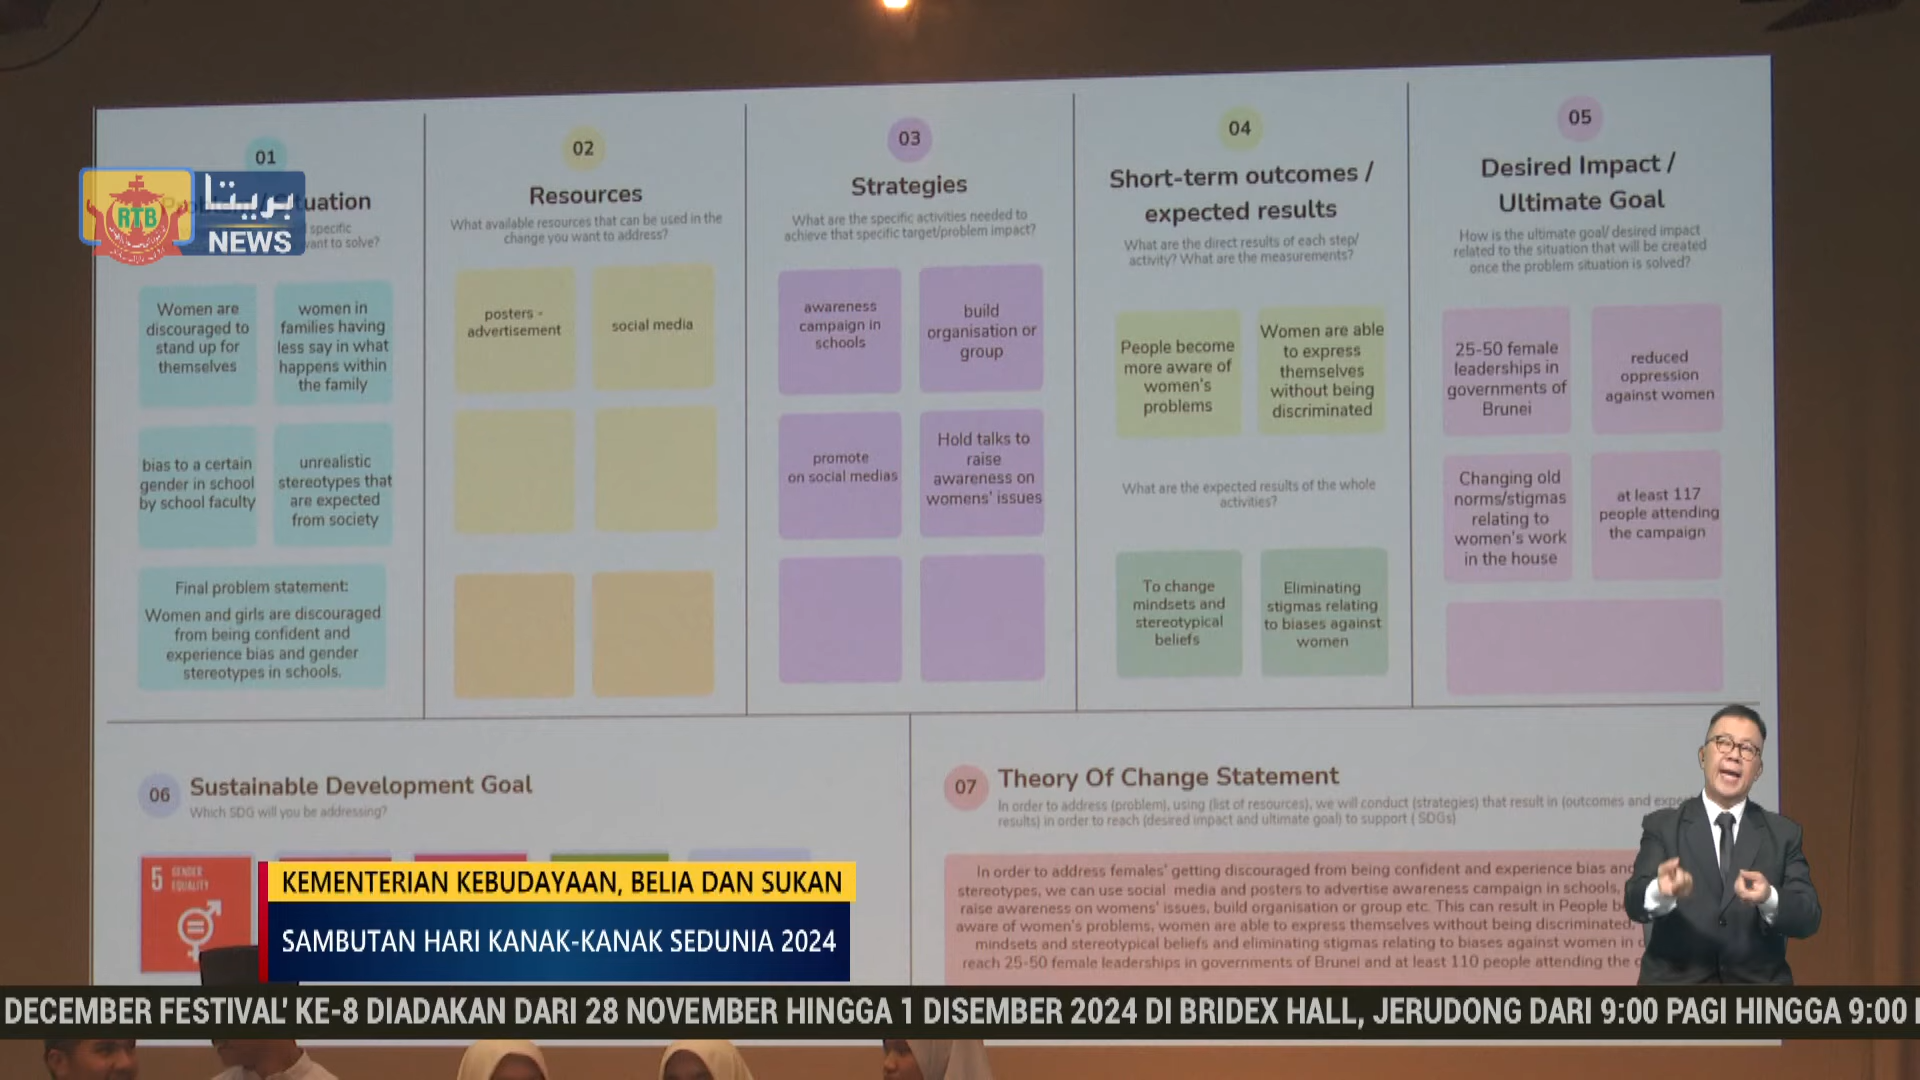 01
Problem / Situation
specific
want to solve?
Women are
discouraged to
stand up for
themselves
women in
families having
less say in what
happens within
the family
bias to a certain
gender in school
by school faculty
unrealistic
stereotypes that
are expected
from society
Final problem statement:
Women and girls are discouraged
from being confident and
experience bias and gender
stereotypes in schools.
RTB
بريتا
NEWS
02
Resources
What available resources that can be used in the
change you want to address?
posters -
advertisement
social media
03
Strategies
What are the specific activities needed to
achieve that specific target/problem impact?
awareness
campaign in
schools
build
organisation or
group
promote
on social medias
Hold talks to
raise
awareness on
womens' issues
04
Short-term outcomes /
expected results
What are the direct results of each step/
activity? What are the measurements?
People become
more aware of
women's
problems
Women are able
to express
themselves
without being
discriminated
What are the expected results of the whole
activities?
To change
mindsets and
stereotypical
beliefs
Eliminating
stigmas relating
to biases against
women
05
Desired Impact /
Ultimate Goal
How is the ultimate goal/ desired impact
related to the situation that will be created
once the problem situation is solved?
25-50 female
leaderships in
governments of
Brunei
reduced
oppression
against women
Changing old
norms/stigmas
relating to
women's work
in the house
at least 117
people attending
the campaign
06
Sustainable Development Goal
Which SDG will you be addressing?
5 GENDER
EQUALITY
07
Theory Of Change Statement
In order to address (problem), using (list of resources), we will conduct (strategies) that result in (outcomes and
results) in order to reach (desired impact and ultimate goal) to support ( SDGs)
In order to address females' getting discouraged from being confident and experience bias and
stereotypes, we can use social media and posters to advertise awareness campaign in schools,
raise awareness on womens' issues, build organisation or group etc. This can result in People
aware of women's problems, women are able to express themselves without being discriminated,
mindsets and stereotypical beliefs and eliminating stigmas relating to biases against women in
reach 25-50 female leaderships in governments of Brunei and at least 110 people attending the
KEMENTERIAN KEBUDAYAAN, BELIA DAN SUKAN
SAMBUTAN HARI KANAK-KANAK SEDUNIA 2024
DECEMBER FESTIVAL' KE-8 DIADAKAN DARI 28 NOVEMBER HINGGA 1 DISEMBER 2024 DI BRIDEX HALL, JERUDONG DARI 9:00 PAGI HINGGA 9:00